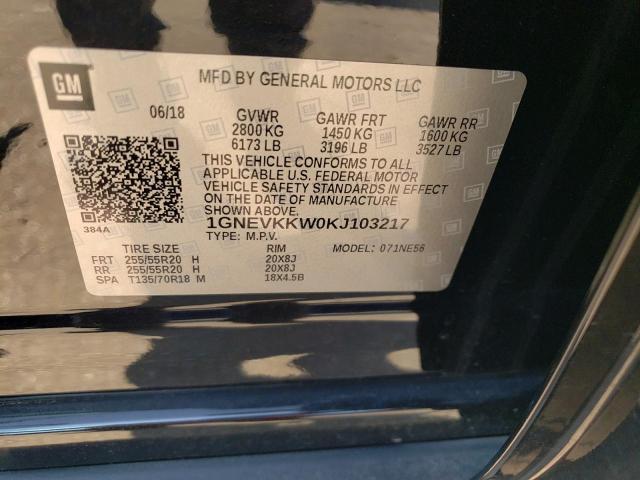 GM
MFD BY GENERAL MOTORS LLC
06/18 GVWR GAWR FRT GAWR RR
2800 KG 1450 KG 1600 KG
6173 LB 3196 LB 3527 LB
THIS VEHICLE CONFORMS TO ALL
APPLICABLE U.S. FEDERAL MOTOR
VEHICLE SAFETY STANDARDS IN EFFECT
ON THE DATE OF MANUFACTURE
SHOWN ABOVE.
384A 1GNEVKKW0KJ103217
TYPE: M.P.V. MODEL: 071NE56
TIRE SIZE RIM
FRT 255/55R20 H 20X8J
RR 255/55R20 H 20X8J
SPA T135/70R18 M 18X4.5B